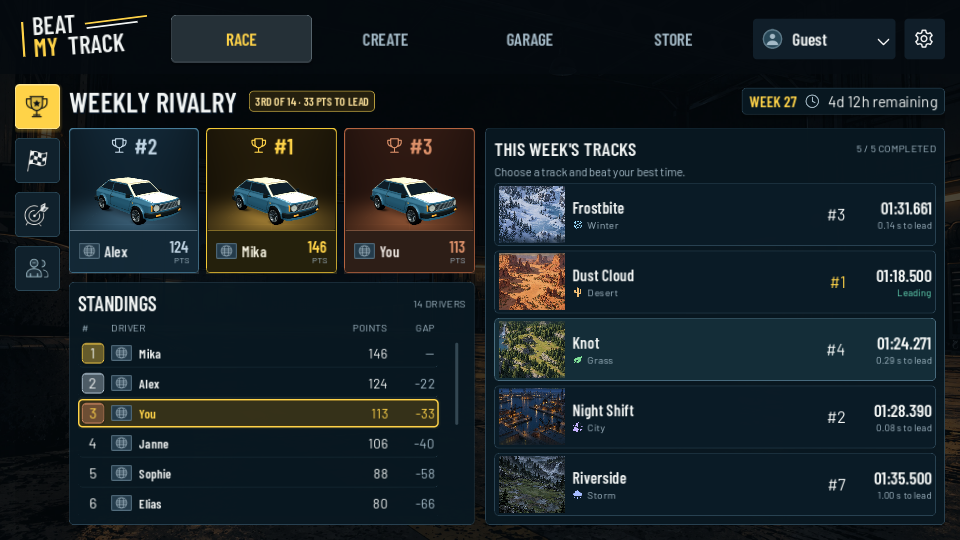 BEAT
MY TRACK
RACE
CREATE
GARAGE
STORE
Guest
WEEKLY RIVALRY
3RD OF 14 · 33 PTS TO LEAD
WEEK 27
4d 12h remaining
#2
Alex
124
PTS
#1
Mika
146
PTS
#3
You
113
PTS
STANDINGS
14 DRIVERS
# DRIVER POINTS GAP
1 Mika 146 –
2 Alex 124 -22
3 You 113 -33
4 Janne 106 -40
5 Sophie 88 -58
6 Elias 80 -66
THIS WEEK'S TRACKS
5 / 5 COMPLETED
Choose a track and beat your best time.
Frostbite #3 01:31.661
Winter 0.14 s to lead
Dust Cloud #1 01:18.500
Desert Leading
Knot #4 01:24.271
Grass 0.29 s to lead
Night Shift #2 01:28.390
City 0.08 s to lead
Riverside #7 01:35.500
Storm 1.00 s to lead